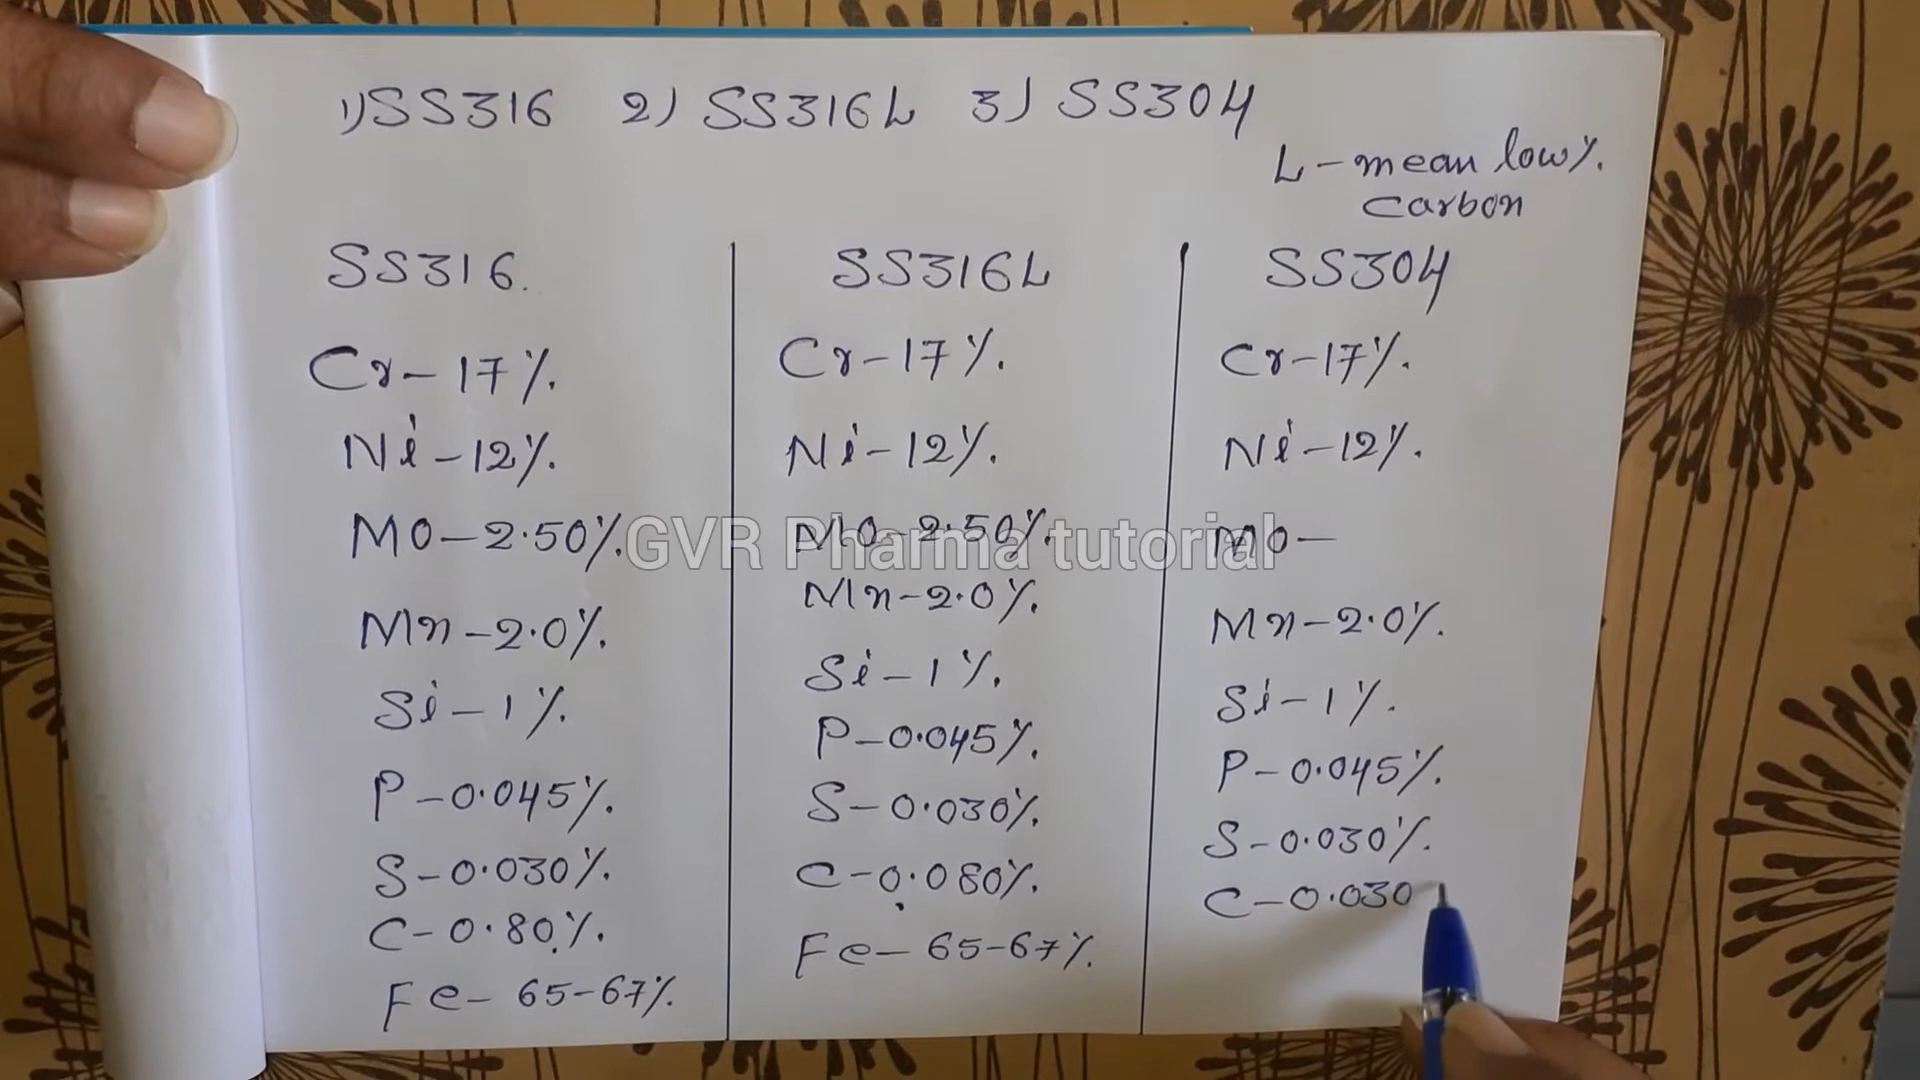 1) SS316 2) SS316L 3) SS304
L - mean low %.
carbon
SS316.
Cr - 17 %.
Ni - 12 %.
Mo - 2.50 %.
Mn - 2.0 %.
Si - 1 %.
P - 0.045 %.
S - 0.030 %.
C - 0.80 %.
Fe - 65-67 %.
SS316L
Cr - 17 %.
Ni - 12 %.
Mo - 2.50 %.
Mn - 2.0 %.
Si - 1 %.
P - 0.045 %.
S - 0.030 %.
C - 0.080 %.
Fe - 65-67 %.
SS304
Cr - 17 %.
Ni - 12 %.
Mo -
Mn - 2.0 %.
Si - 1 %.
P - 0.045 %.
S - 0.030 %.
C - 0.030
GVR Pharma tutorial